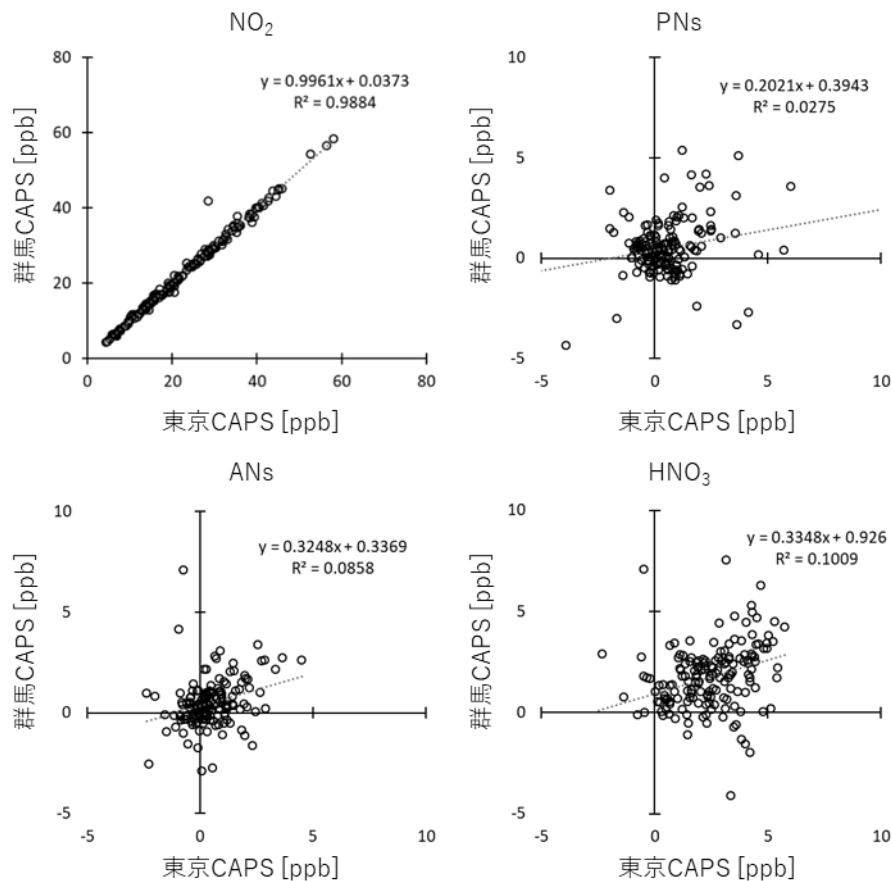 NO₂
80
60
40
20
0
0 20 40 60 80
y = 0.9961x + 0.0373
R² = 0.9884
群馬CAPS [ppb]
東京CAPS [ppb]
PNs
10
5
0
-5
-5 0 5 10
y = 0.2021x + 0.3943
R² = 0.0275
群馬CAPS [ppb]
東京CAPS [ppb]
ANs
10
5
0
-5
-5 0 5 10
y = 0.3248x + 0.3369
R² = 0.0858
群馬CAPS [ppb]
東京CAPS [ppb]
HNO₃
10
5
0
-5
-5 0 5 10
y = 0.3348x + 0.926
R² = 0.1009
群馬CAPS [ppb]
東京CAPS [ppb]